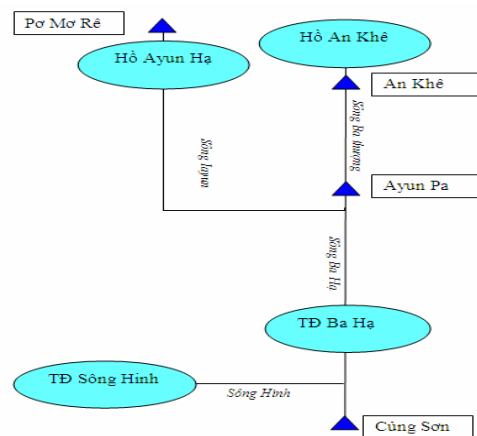 Pơ Mơ Rê
Hồ An Khê
Hồ Ayun Hạ
An Khê
Sông Ba thượng
Sông Iayun
Ayun Pa
Sông Ba Hạ
TĐ Ba Hạ
TĐ Sông Hinh
Sông Hinh
Củng Sơn